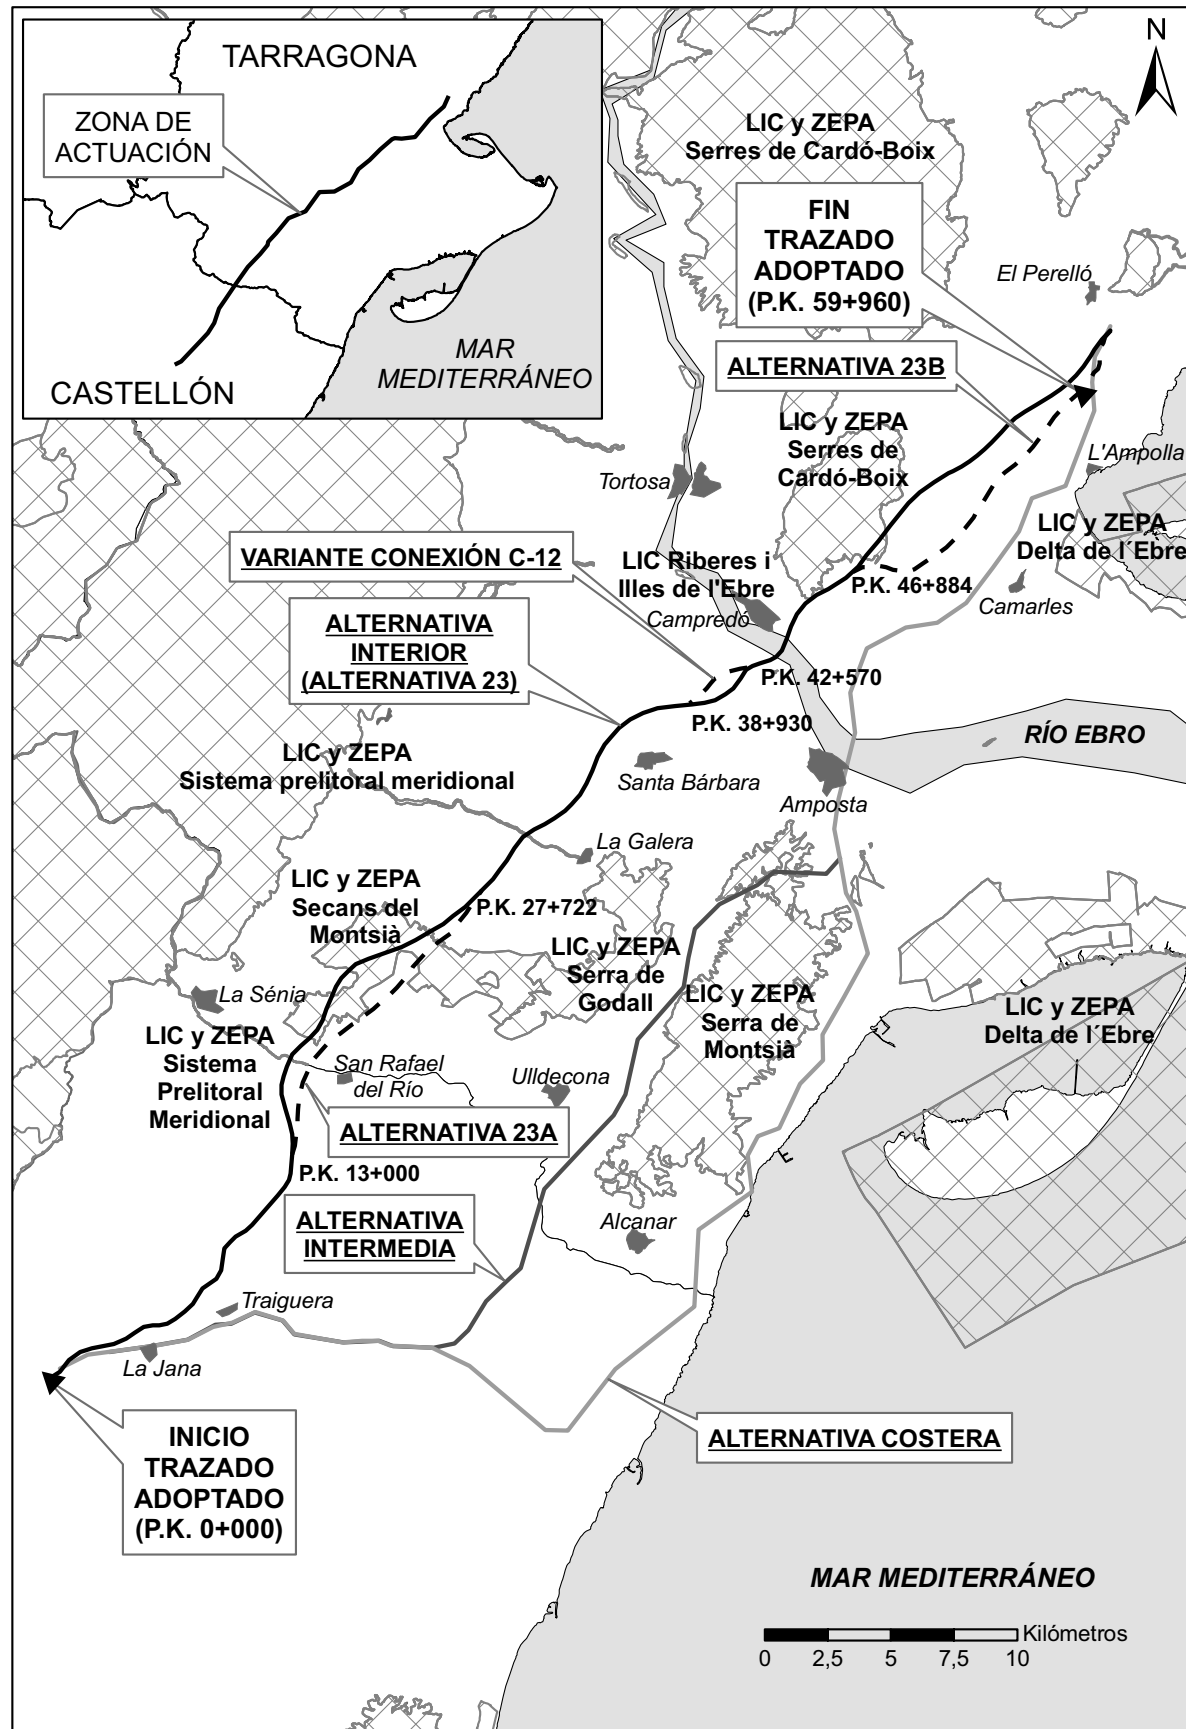 TARRAGONA
ZONA DE
ACTUACIÓN
MAR
MEDITERRÁNEO
CASTELLÓN
N
LIC y ZEPA
Serres de Cardó-Boix
FIN
TRAZADO
ADOPTADO
(P.K. 59+960)
El Perelló
ALTERNATIVA 23B
LIC y ZEPA
Serres de
Cardó-Boix
L'Ampolla
Tortosa
LIC y ZEPA
Delta de l´Ebre
VARIANTE CONEXIÓN C-12
LIC Riberes i
Illes de l'Ebre
P.K. 46+884
Camarles
Campredó
ALTERNATIVA
INTERIOR
(ALTERNATIVA 23)
P.K. 42+570
P.K. 38+930
RÍO EBRO
LIC y ZEPA
Sistema prelitoral meridional
Santa Bárbara
Amposta
La Galera
LIC y ZEPA
Secans del
Montsià
P.K. 27+722
LIC y ZEPA
Serra de
Godall
La Sénia
LIC y ZEPA
Serra de
Montsià
LIC y ZEPA
Delta de l´Ebre
LIC y ZEPA
Sistema
Prelitoral
Meridional
San Rafael
del Río
Ulldecona
ALTERNATIVA 23A
P.K. 13+000
ALTERNATIVA
INTERMEDIA
Alcanar
Traiguera
La Jana
INICIO
TRAZADO
ADOPTADO
(P.K. 0+000)
ALTERNATIVA COSTERA
MAR MEDITERRÁNEO
Kilómetros
0 2,5 5 7,5 10